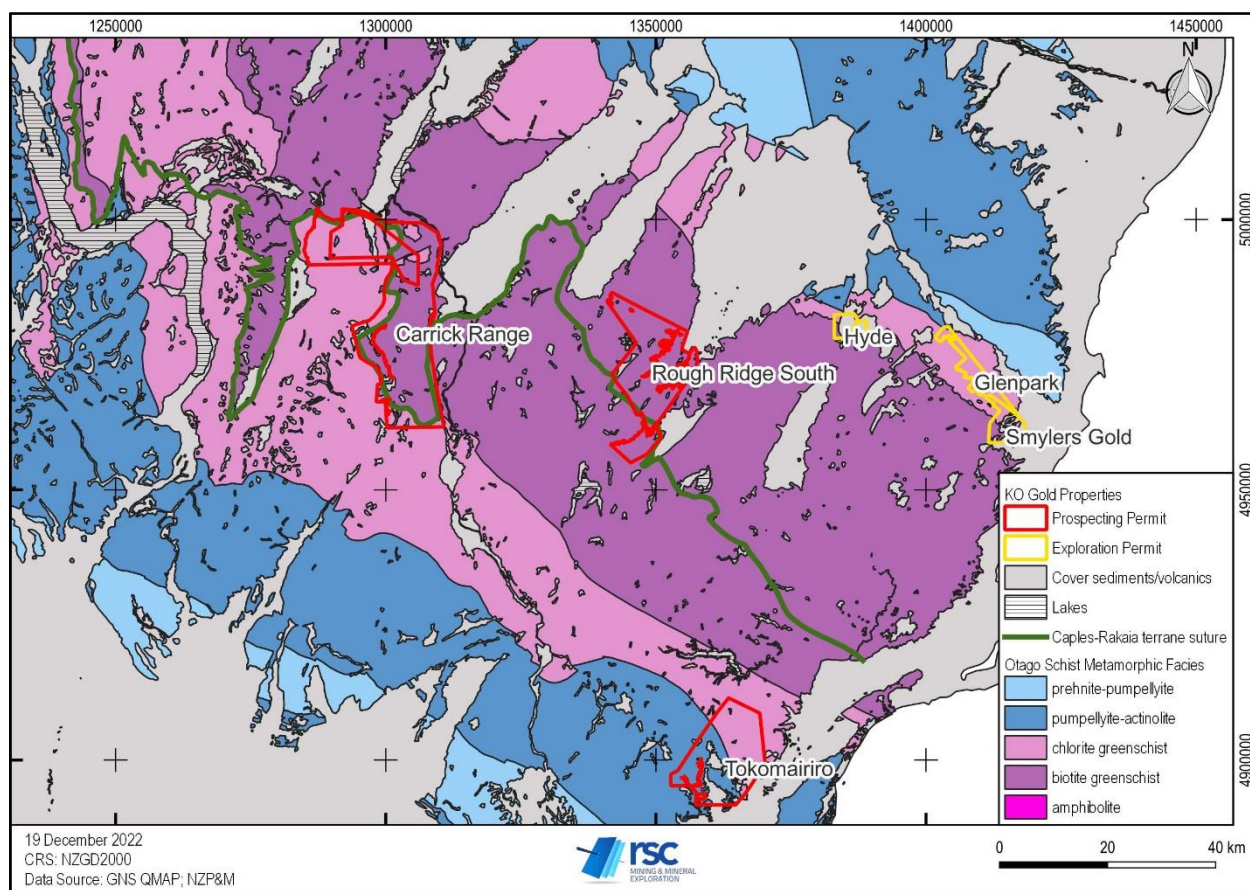 1250000 1300000 1350000 1400000 1450000
N
5000000
4950000
4900000
Carrick Range
Rough Ridge South
Hyde
Glenpark
Smylers Gold
Tokomairiro
KO Gold Properties
Prospecting Permit
Exploration Permit
Cover sediments/volcanics
Lakes
Caples-Rakaia terrane suture
Otago Schist Metamorphic Facies
prehnite-pumpellyite
pumpellyite-actinolite
chlorite greenschist
biotite greenschist
amphibolite
0 20 40 km
19 December 2022
CRS: NZGD2000
Data Source: GNS QMAP; NZP&M
rsc
MINING & MINERAL
EXPLORATION